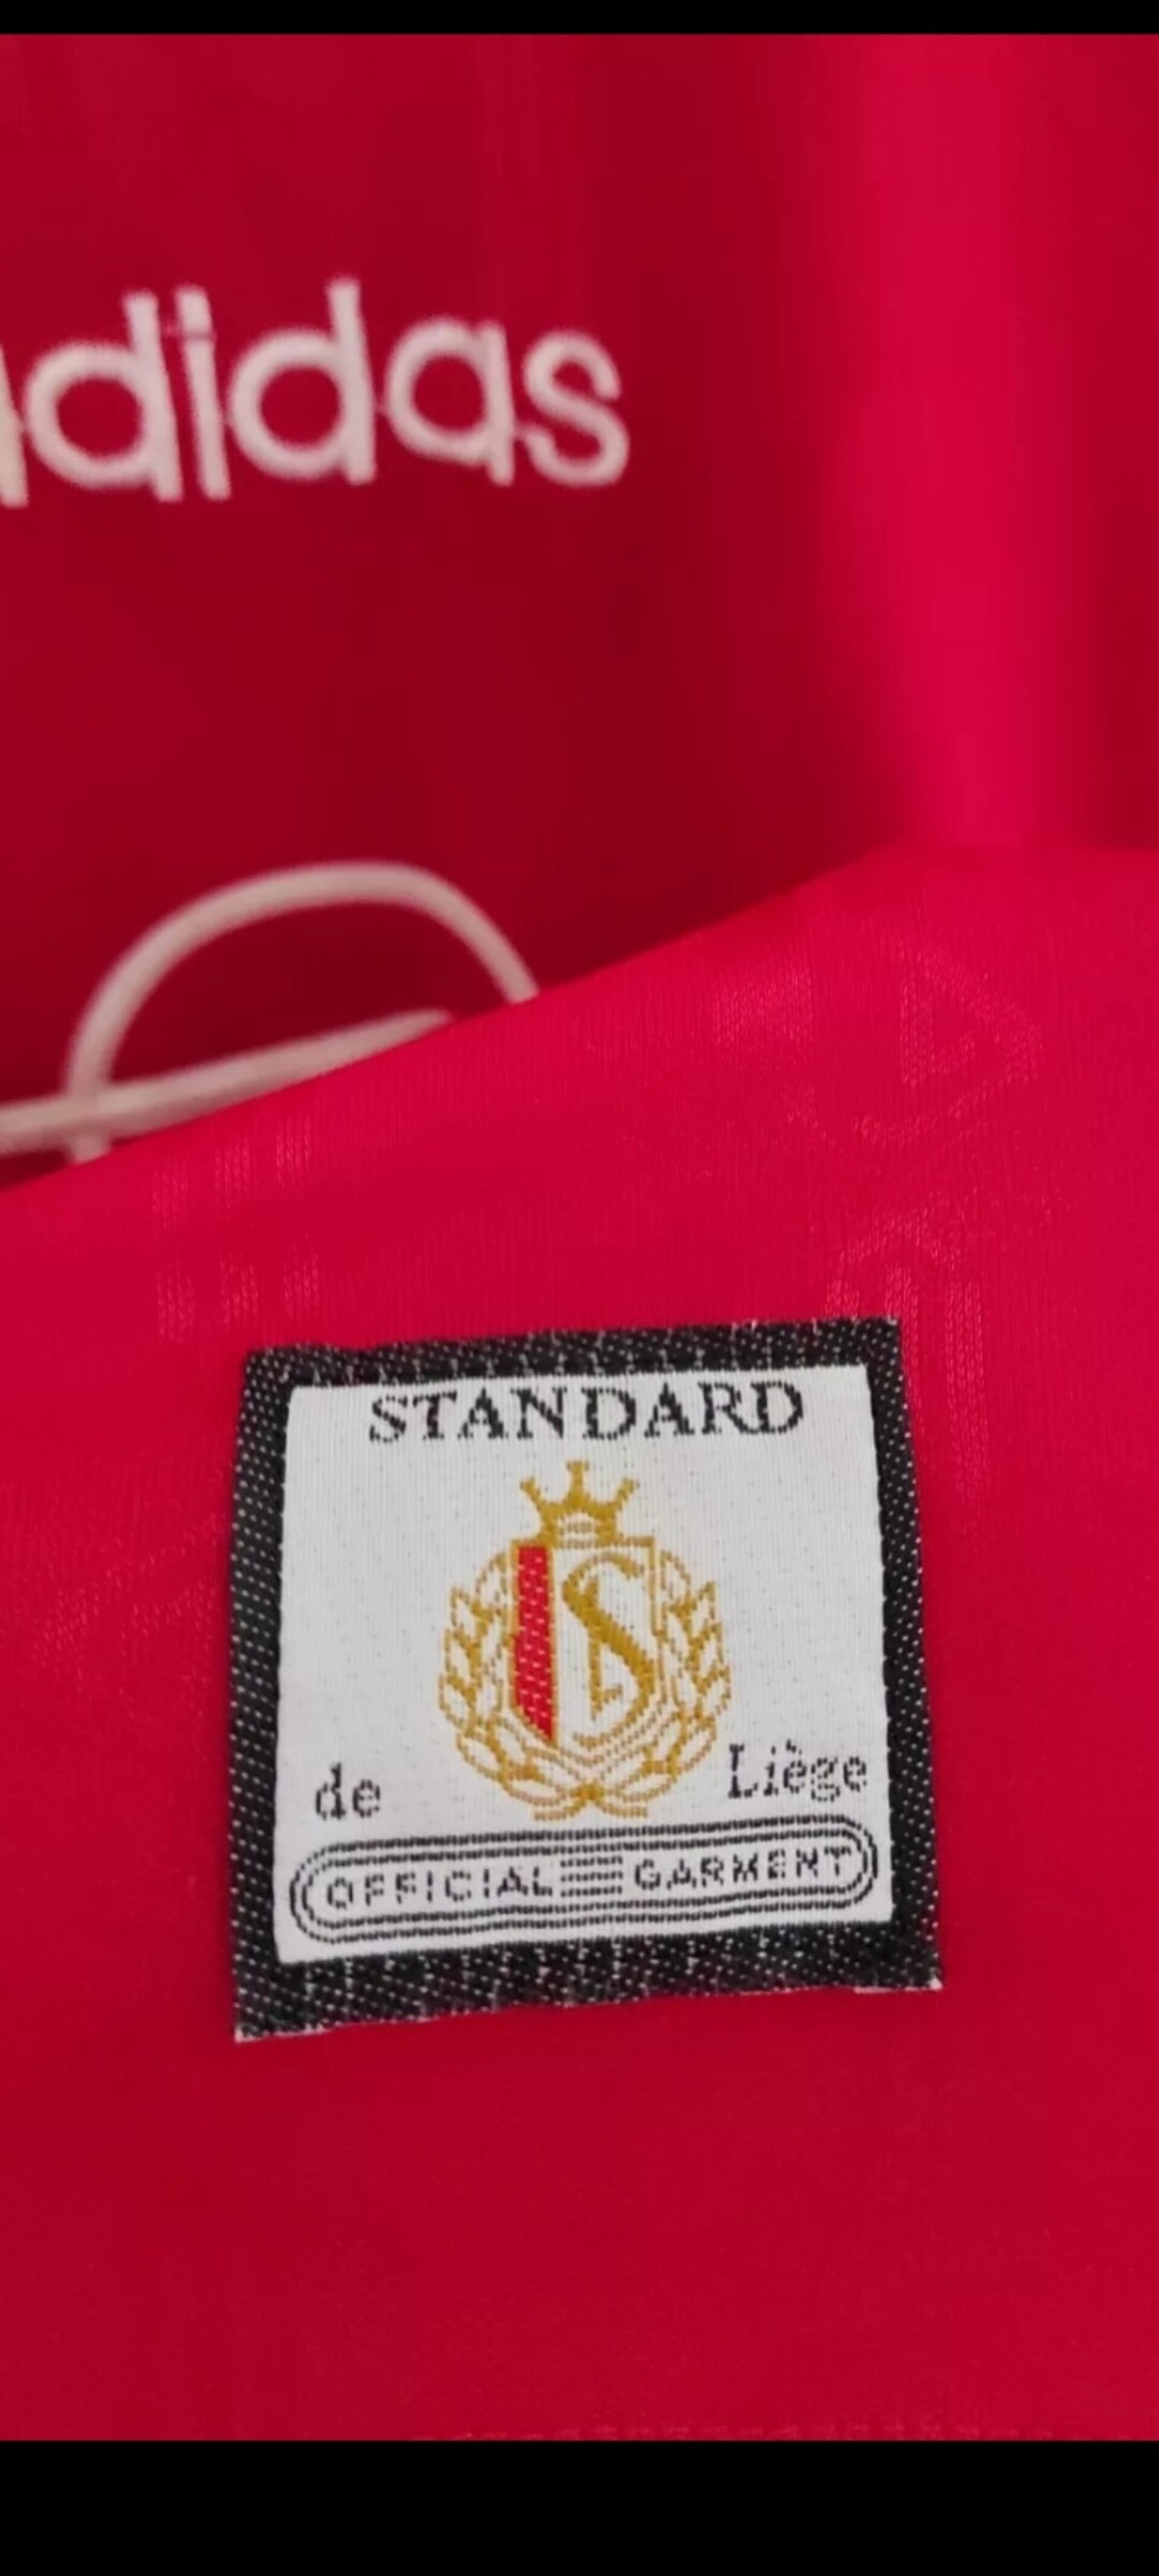 adidas
STANDARD
S
de Liège
OFFICIAL GARMENT